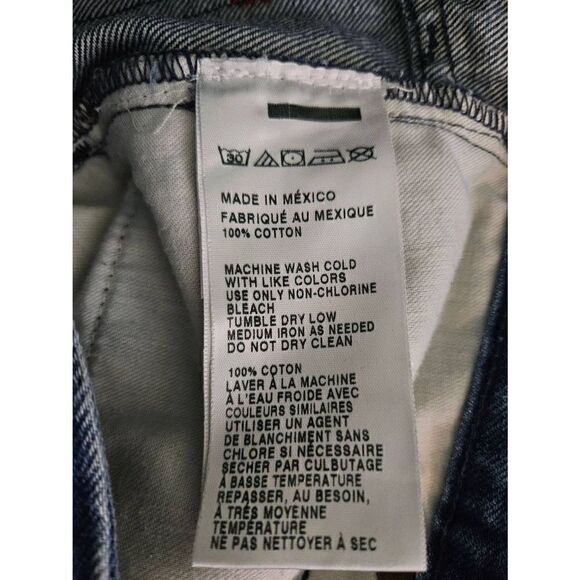 30
MADE IN MÉXICO
FABRIQUÉ AU MEXIQUE
100% COTTON
MACHINE WASH COLD
WITH LIKE COLORS
USE ONLY NON-CHLORINE
BLEACH
TUMBLE DRY LOW
MEDIUM IRON AS NEEDED
DO NOT DRY CLEAN
100% COTON
LAVER À LA MACHINE
À L'EAU FROIDE AVEC
COULEURS SIMILAIRES
UTILISER UN AGENT
DE BLANCHIMENT SANS
CHLORE SI NÉCESSAIRE
SÉCHER PAR CULBUTAGE
À BASSE TEMPÉRATURE
REPASSER, AU BESOIN,
À TRÉS MOYENNE
TEMPÉRATURE
NE PAS NETTOYER À SEC